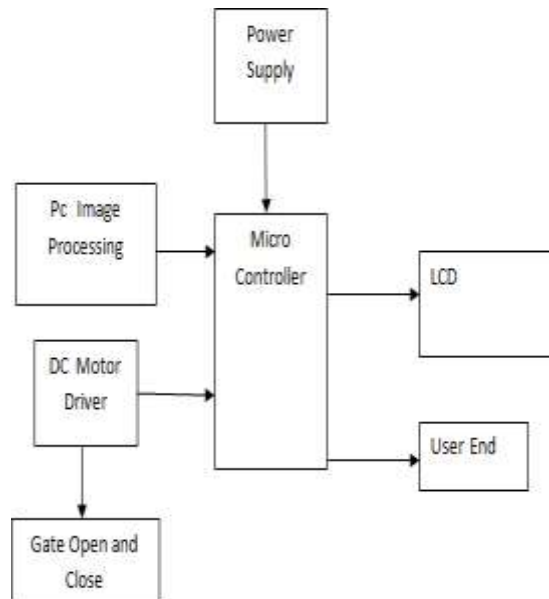 Power
Supply
Pc Image
Processing
Micro
Controller
LCD
DC Motor
Driver
User End
Gate Open and
Close